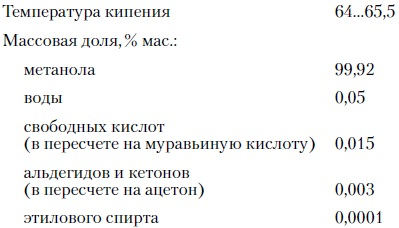 Температура кипения 64...65,5
Массовая доля,% мас.:
метанола 99,92
воды 0,05
свободных кислот
(в пересчете на муравьиную кислоту) 0,015
альдегидов и кетонов
(в пересчете на ацетон) 0,003
этилового спирта 0,0001